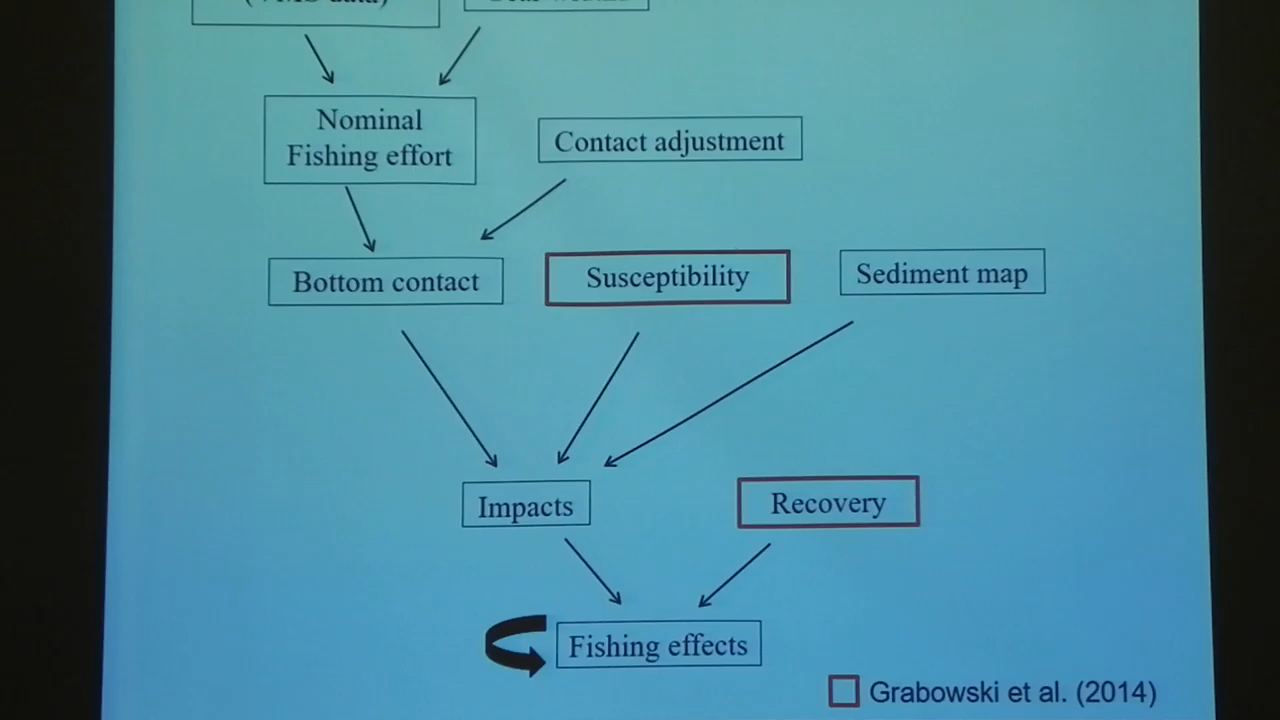 Nominal
Fishing effort
Contact adjustment
Bottom contact
Susceptibility
Sediment map
Impacts
Recovery
Fishing effects
Grabowski et al. (2014)